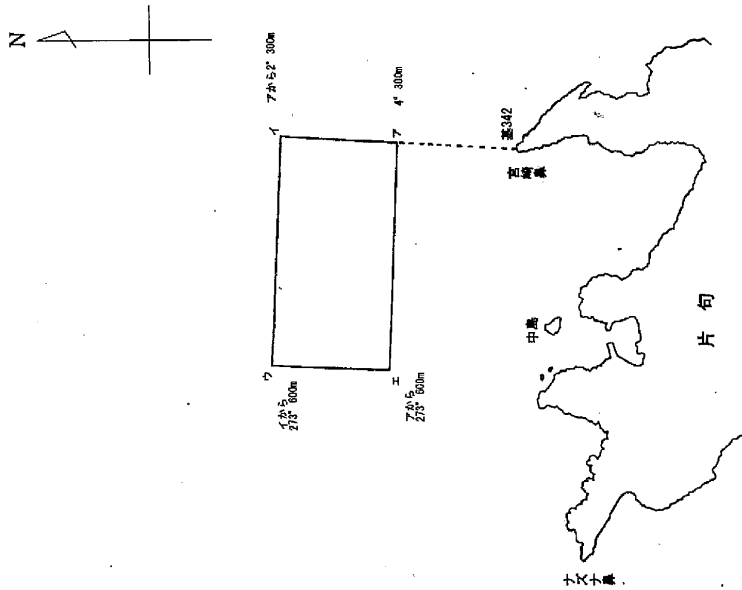 N
アから2° 300m
イ
ア
4° 300m
基342
宮崎鼻
ウ
イから
273° 600m
エ
アから
273° 600m
中島
片句
ナズナ鼻